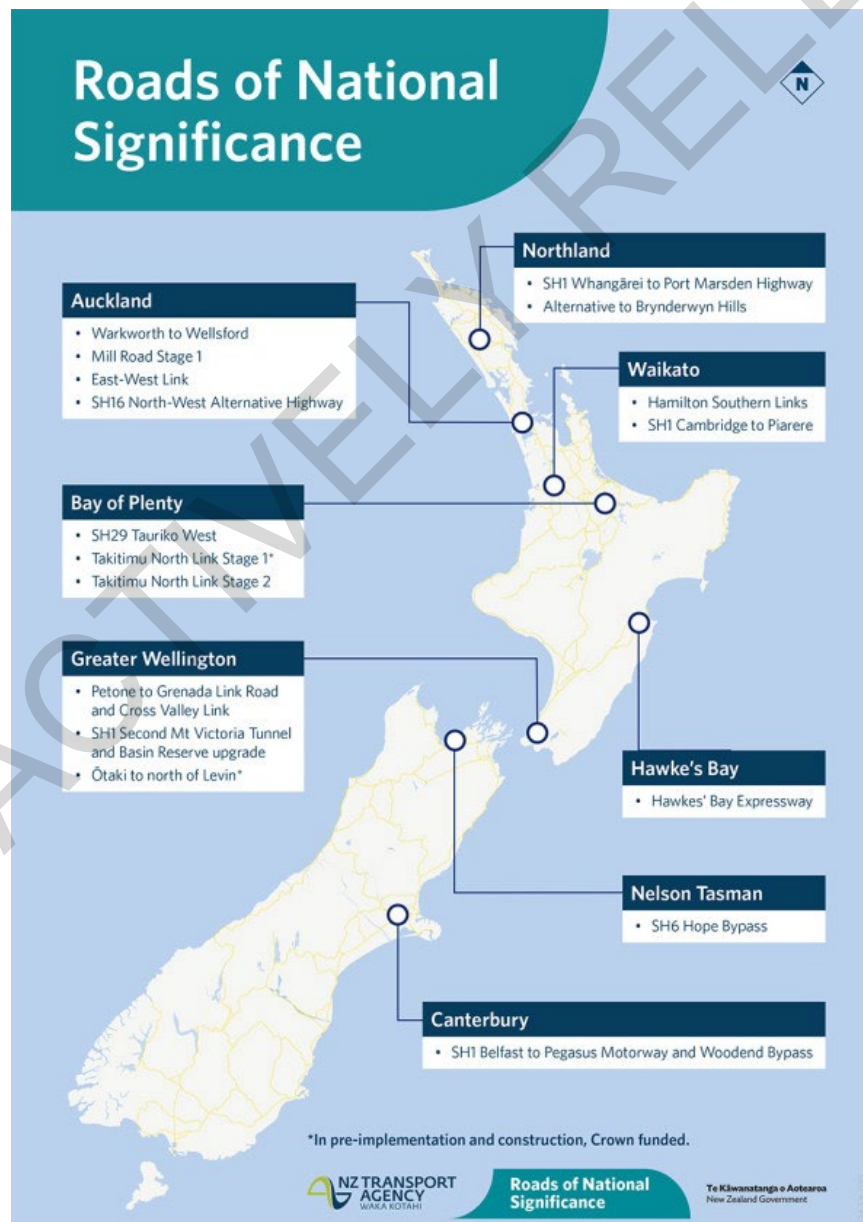 Roads of National
Significance
N
Northland
• SH1 Whangārei to Port Marsden Highway
• Alternative to Brynderwyn Hills
Auckland
• Warkworth to Wellsford
• Mill Road Stage 1
• East-West Link
• SH16 North-West Alternative Highway
Waikato
• Hamilton Southern Links
• SH1 Cambridge to Piarere
Bay of Plenty
• SH29 Tauriko West
• Takitimu North Link Stage 1*
• Takitimu North Link Stage 2
Greater Wellington
• Petone to Grenada Link Road
and Cross Valley Link
• SH1 Second Mt Victoria Tunnel
and Basin Reserve upgrade
• Ōtaki to north of Levin*
Hawke's Bay
• Hawkes' Bay Expressway
Nelson Tasman
• SH6 Hope Bypass
Canterbury
• SH1 Belfast to Pegasus Motorway and Woodend Bypass
*In pre-implementation and construction, Crown funded.
NZ TRANSPORT
AGENCY
WAKA KOTAHI
Roads of National
Significance
Te Kāwanatanga o Aotearoa
New Zealand Government
ACTIVELY